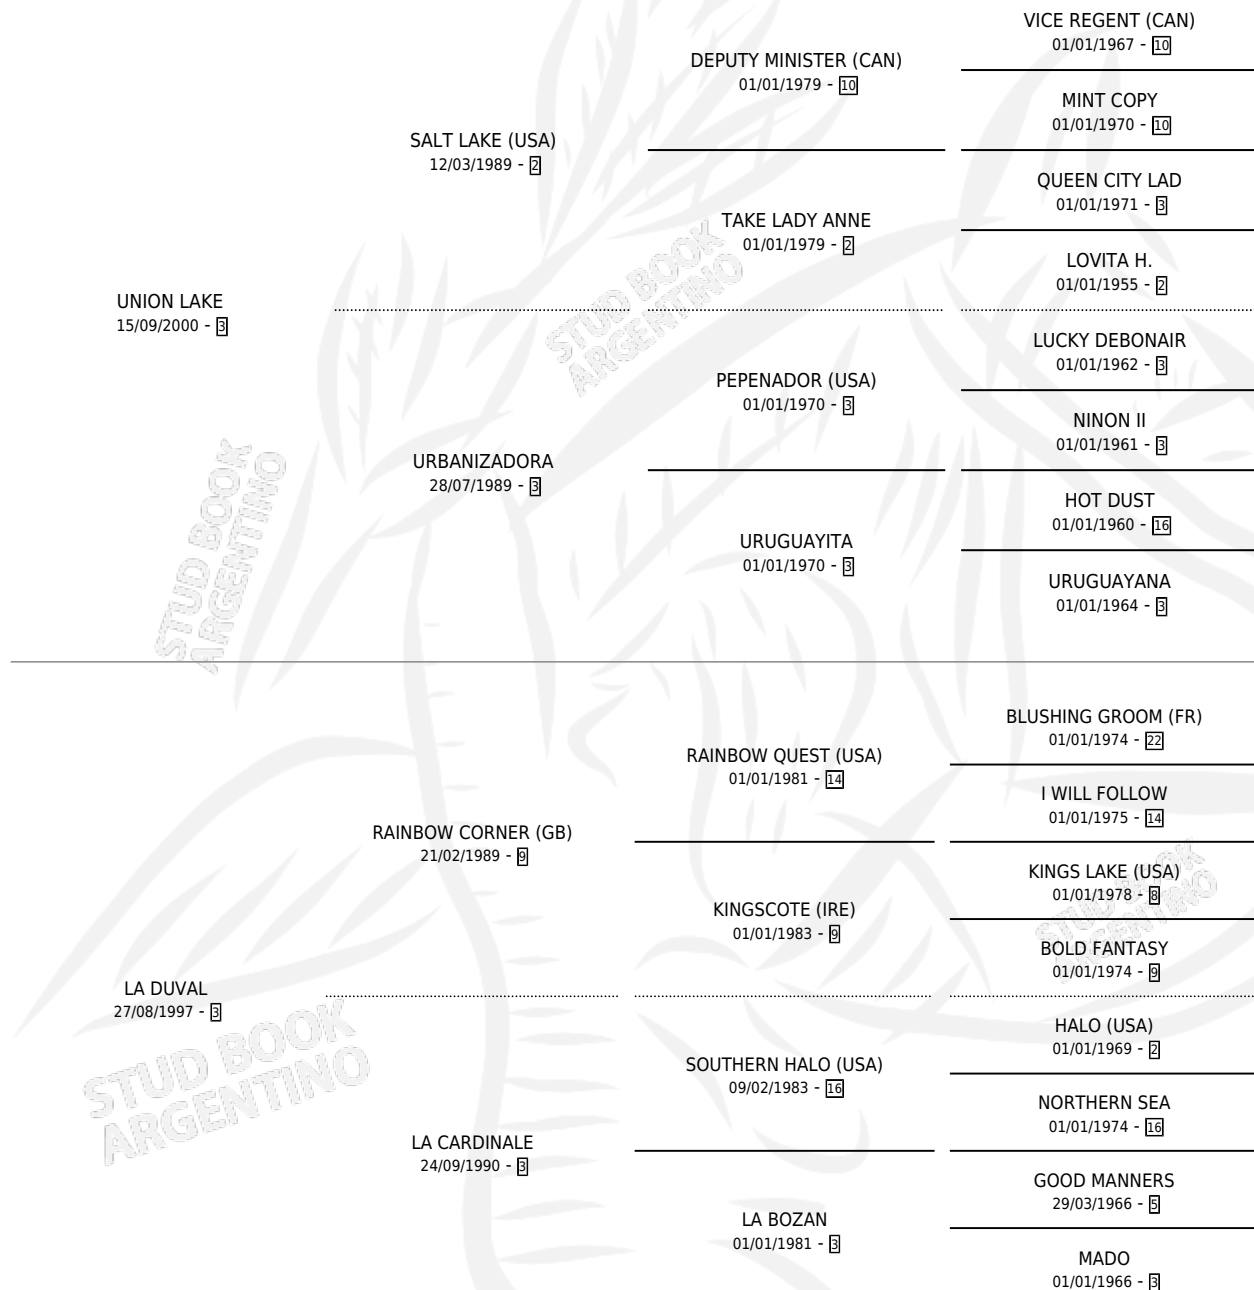 VICE REGENT (CAN)
01/01/1967 - 10
DEPUTY MINISTER (CAN)
01/01/1979 - 10
MINT COPY
01/01/1970 - 10
SALT LAKE (USA)
12/03/1989 - 2
QUEEN CITY LAD
01/01/1971 - 3
TAKE LADY ANNE
01/01/1979 - 2
LOVITA H.
01/01/1955 - 2
UNION LAKE
15/09/2000 - 3
STUD BOOK
ARGENTINO
LUCKY DEBONAIR
01/01/1962 - 3
PEPENADOR (USA)
01/01/1970 - 3
NINON II
01/01/1961 - 3
URBANIZADORA
28/07/1989 - 3
HOT DUST
01/01/1960 - 16
URUGUAYITA
01/01/1970 - 3
URUGUAYANA
01/01/1964 - 3
STUD BOOK
ARGENTINO
BLUSHING GROOM (FR)
01/01/1974 - 22
RAINBOW QUEST (USA)
01/01/1981 - 14
I WILL FOLLOW
01/01/1975 - 14
RAINBOW CORNER (GB)
21/02/1989 - 9
KINGS LAKE (USA)
01/01/1978 - 8
STUD BOOK
ARGENTINO
KINGSCOTE (IRE)
01/01/1983 - 9
BOLD FANTASY
01/01/1974 - 9
LA DUVAL
27/08/1997 - 3
STUD BOOK
ARGENTINO
HALO (USA)
01/01/1969 - 2
SOUTHERN HALO (USA)
09/02/1983 - 16
NORTHERN SEA
01/01/1974 - 16
LA CARDINALE
24/09/1990 - 3
GOOD MANNERS
29/03/1966 - 5
LA BOZAN
01/01/1981 - 3
MADO
01/01/1966 - 3